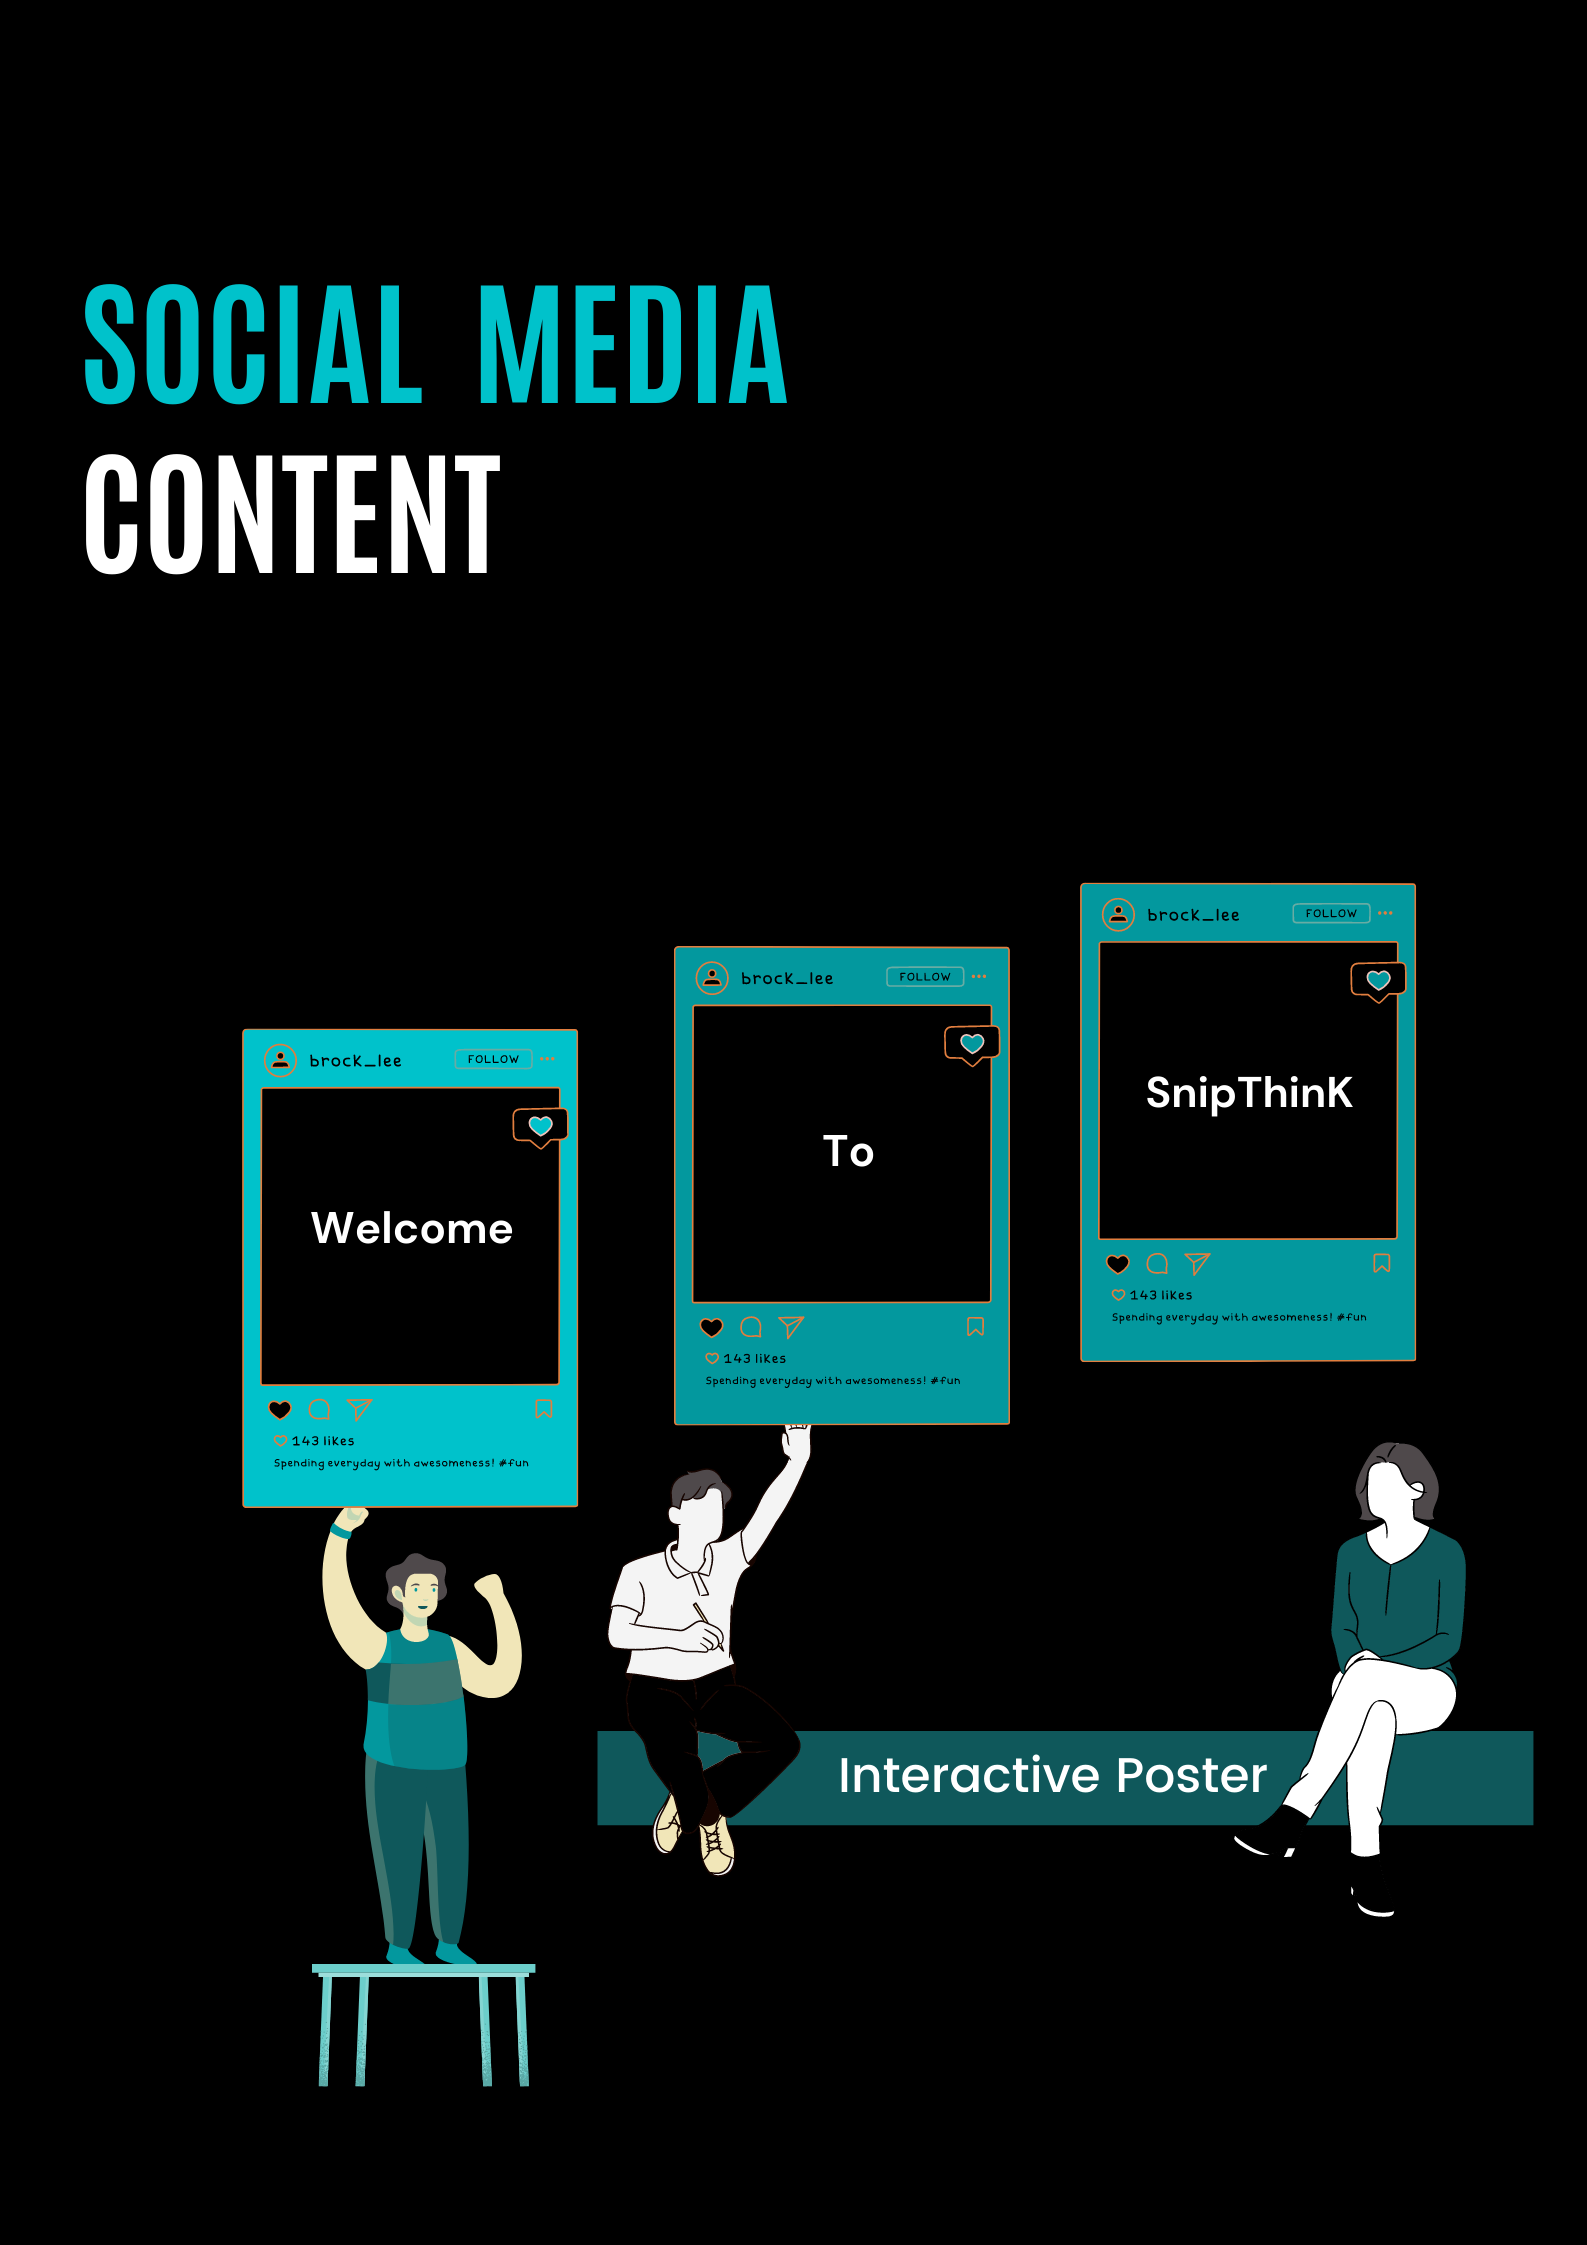 SOCIAL MEDIA
CONTENT
brock_lee
FOLLOW
Welcome
143 likes
Spending everyday with awesomeness! #fun
brock_lee
FOLLOW
To
143 likes
Spending everyday with awesomeness! #fun
brock_lee
FOLLOW
SnipThinK
143 likes
Spending everyday with awesomeness! #fun
Interactive Poster